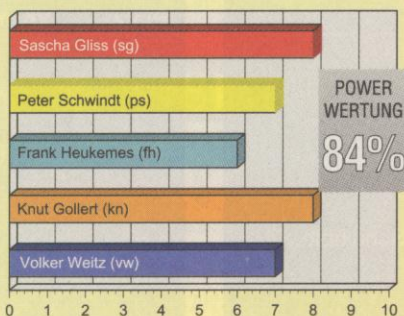 Sascha Gliss (sg)
Peter Schwindt (ps)
Frank Heukemes (fh)
Knut Gollert (kn)
Volker Weitz (vw)
POWER
WERTUNG
84%
0 1 2 3 4 5 6 7 8 9 10